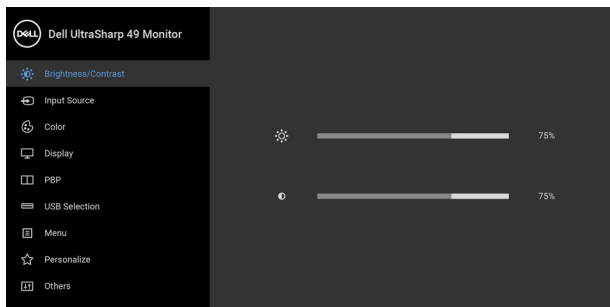 DELL
Dell UltraSharp 49 Monitor
Brightness/Contrast
Input Source
Color
Display
PBP
USB Selection
Menu
Personalize
Others
75%
75%